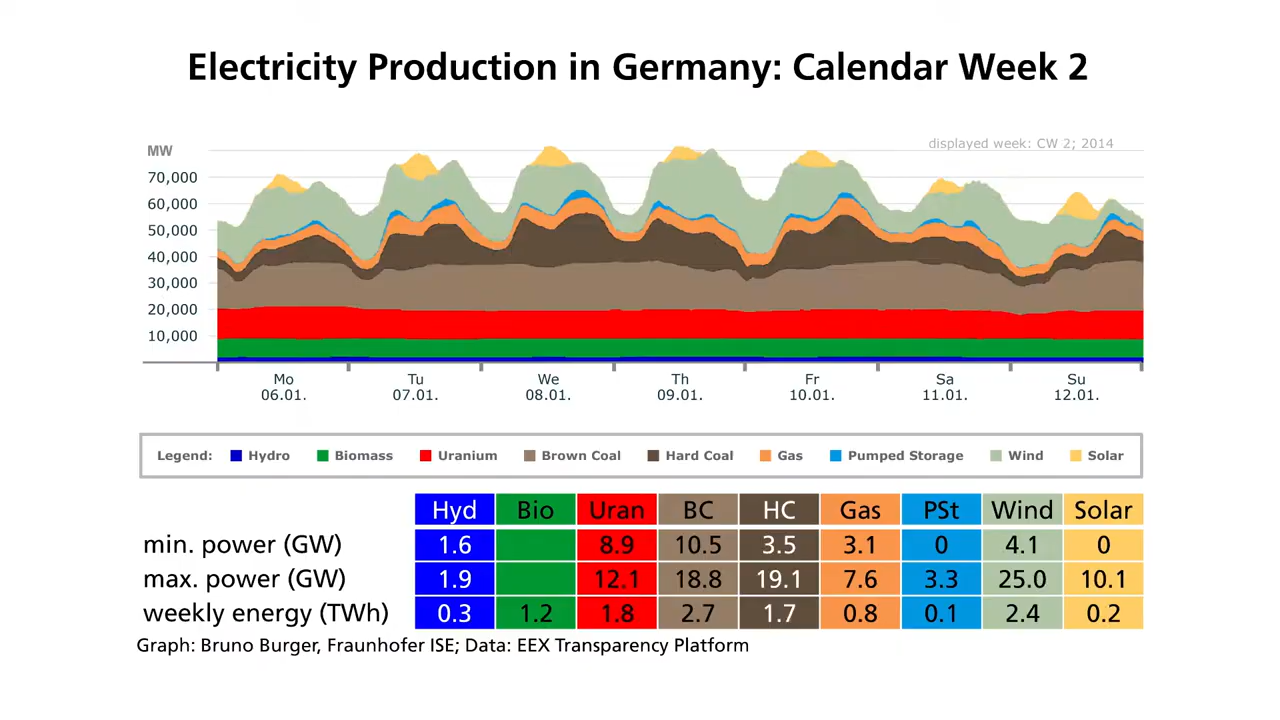 Electricity Production in Germany: Calendar Week 2
MW
displayed week: CW 2; 2014
70,000
60,000
50,000
40,000
30,000
20,000
10,000
Mo Tu We Th Fr Sa Su
06.01. 07.01. 08.01. 09.01. 10.01. 11.01. 12.01.
Legend: Hydro Biomass Uranium Brown Coal Hard Coal Gas Pumped Storage Wind Solar
Hyd Bio Uran BC HC Gas PSt Wind Solar
min. power (GW) 1.6 8.9 10.5 3.5 3.1 0 4.1 0
max. power (GW) 1.9 12.1 18.8 19.1 7.6 3.3 25.0 10.1
weekly energy (TWh) 0.3 1.2 1.8 2.7 1.7 0.8 0.1 2.4 0.2
Graph: Bruno Burger, Fraunhofer ISE; Data: EEX Transparency Platform